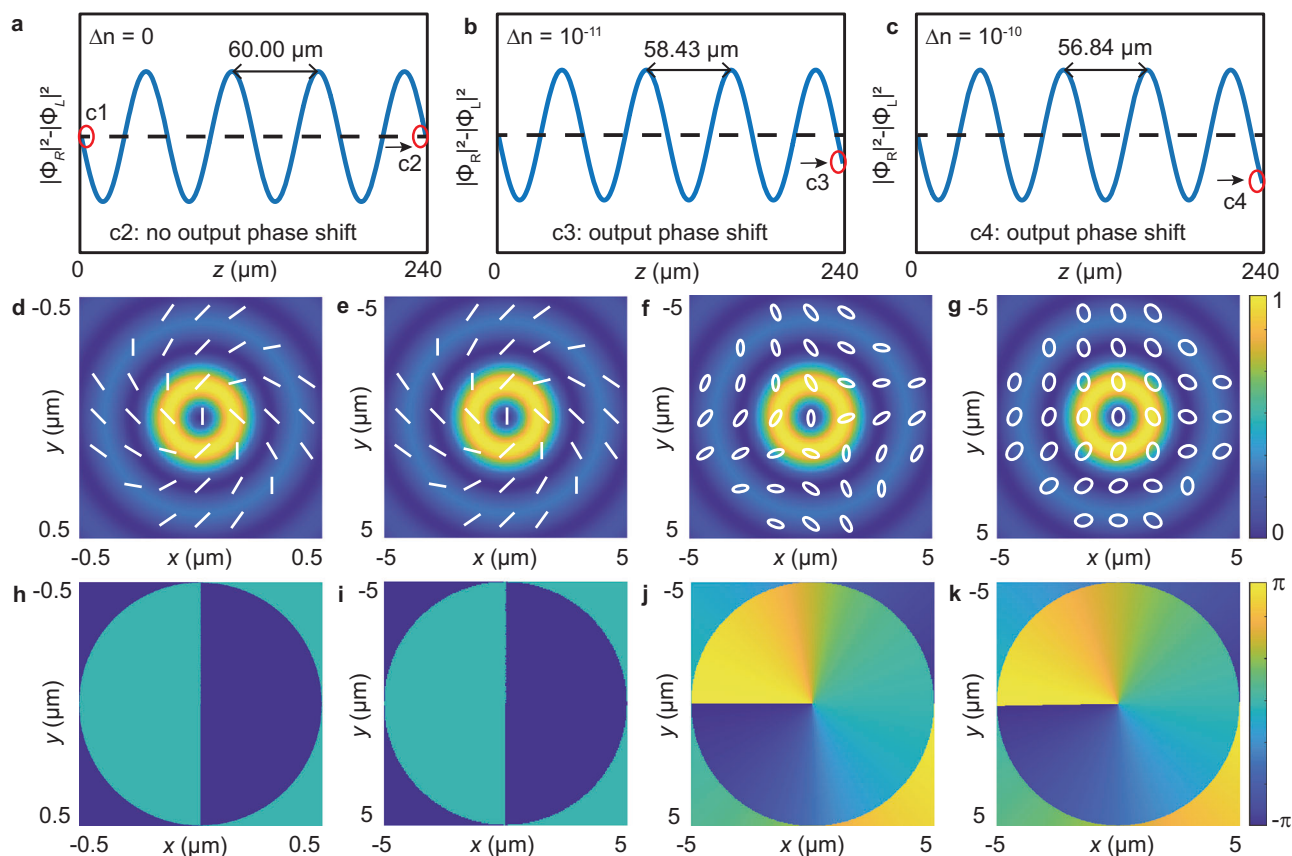 a Δn = 0 60.00 μm
|Φ_R|²-|Φ_L|²
c1
c2
c2: no output phase shift
0 z (μm) 240
b Δn = 10⁻¹¹ 58.43 μm
|Φ_R|²-|Φ_L|²
c3
c3: output phase shift
0 z (μm) 240
c Δn = 10⁻¹⁰ 56.84 μm
|Φ_R|²-|Φ_L|²
c4
c4: output phase shift
0 z (μm) 240
d -0.5
y (μm)
0.5
-0.5 x (μm) 0.5
e -5
y (μm)
5
-5 x (μm) 5
f -5
y (μm)
5
-5 x (μm) 5
g -5
y (μm)
5
-5 x (μm) 5
1
0
h -0.5
y (μm)
0.5
-0.5 x (μm) 0.5
i -5
y (μm)
5
-5 x (μm) 5
j -5
y (μm)
5
-5 x (μm) 5
k -5
y (μm)
5
-5 x (μm) 5
π
-π